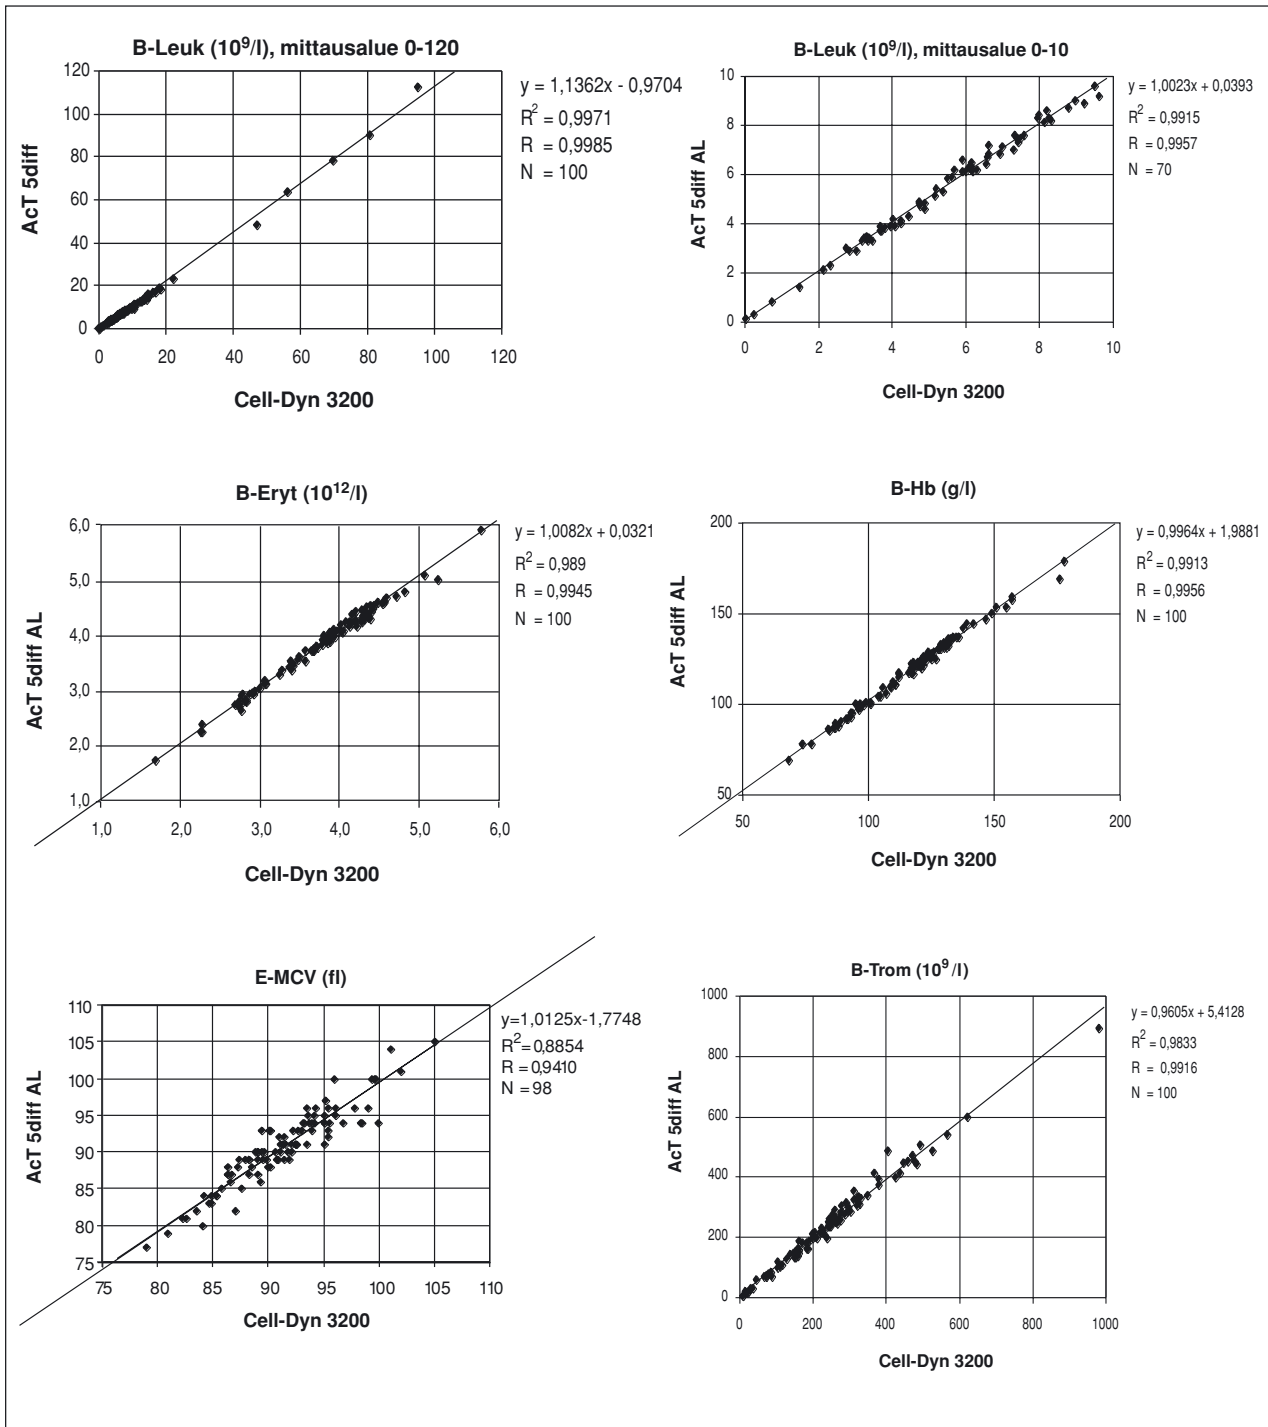 B-Leuk (10⁹/l), mittausalue 0-120
120
100
80
60
40
20
0
AcT 5diff
0 20 40 60 80 100 120
Cell-Dyn 3200
y = 1,1362x - 0,9704
R² = 0,9971
R = 0,9985
N = 100
B-Leuk (10⁹/l), mittausalue 0-10
10
8
6
4
2
0
AcT 5diff AL
0 2 4 6 8 10
Cell-Dyn 3200
y = 1,0023x + 0,0393
R² = 0,9915
R = 0,9957
N = 70
B-Eryt (10¹²/l)
6,0
5,0
4,0
3,0
2,0
1,0
AcT 5diff AL
1,0 2,0 3,0 4,0 5,0 6,0
Cell-Dyn 3200
y = 1,0082x + 0,0321
R² = 0,989
R = 0,9945
N = 100
B-Hb (g/l)
200
150
100
50
AcT 5diff AL
50 100 150 200
Cell-Dyn 3200
y = 0,9964x + 1,9881
R² = 0,9913
R = 0,9956
N = 100
E-MCV (fl)
110
105
100
95
90
85
80
75
AcT 5diff AL
75 80 85 90 95 100 105 110
Cell-Dyn 3200
y=1,0125x-1,7748
R²=0,8854
R =0,9410
N =98
B-Trom (10⁹/l)
1000
800
600
400
200
0
AcT 5diff AL
0 200 400 600 800 1000
Cell-Dyn 3200
y = 0,9605x + 5,4128
R² = 0,9833
R = 0,9916
N = 100